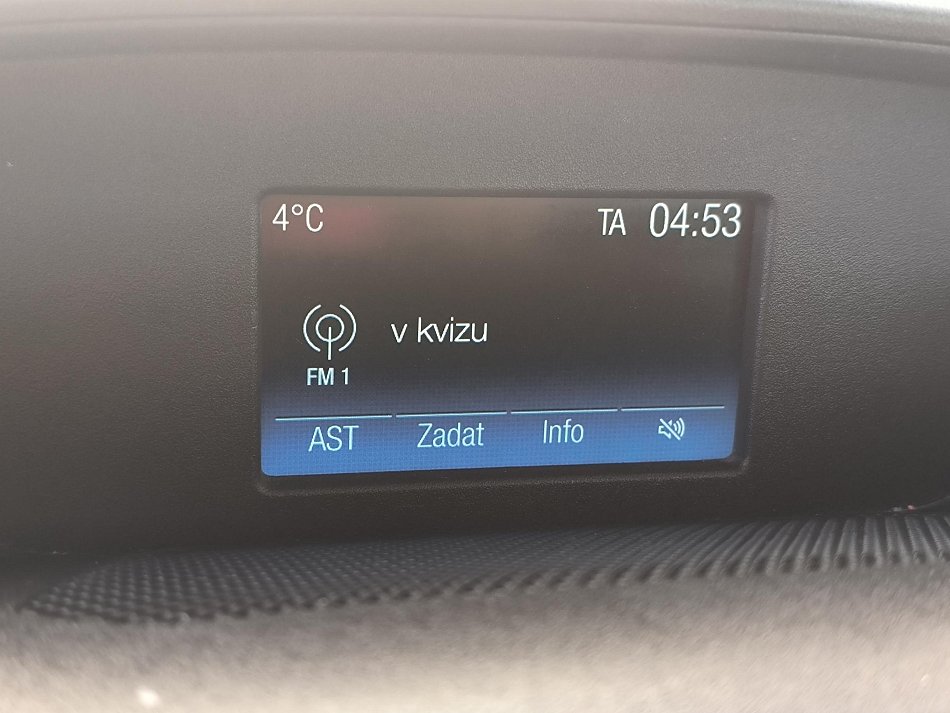 4°C TA 04:53
v kvizu
FM 1
AST Zadat Info